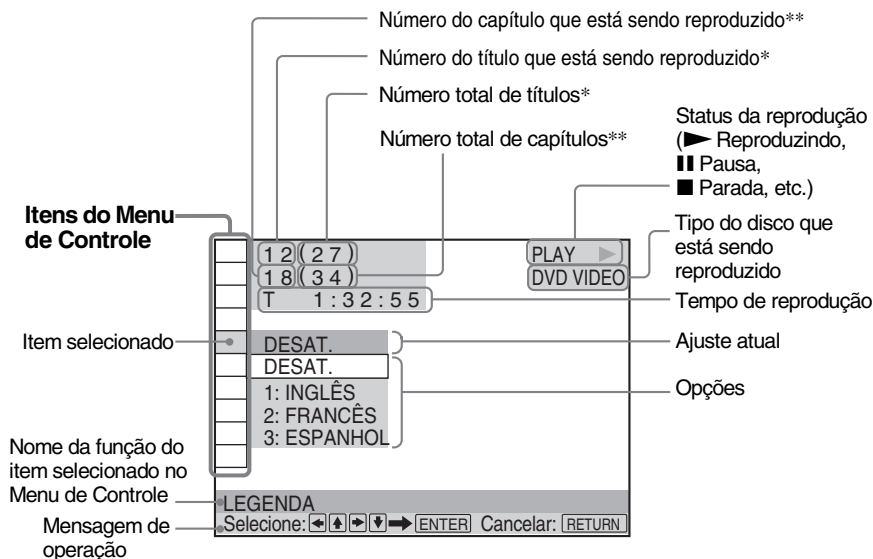 Número do capítulo que está sendo reproduzido**
Número do título que está sendo reproduzido*
Número total de títulos*
Número total de capítulos**
Status da reprodução
(► Reproduzindo,
❚❚ Pausa,
■ Parada, etc.)
Itens do Menu
de Controle
Tipo do disco que
está sendo
reproduzido
Tempo de reprodução
Item selecionado
Ajuste atual
Opções
Nome da função do
item selecionado no
Menu de Controle
Mensagem de
operação
12(27)
18(34)
T 1:32:55
PLAY ►
DVD VIDEO
DESAT.
DESAT.
1: INGLÊS
2: FRANCÊS
3: ESPANHOL
LEGENDA
Selecione: ← ↑ → ↓ ➡ ENTER Cancelar: RETURN